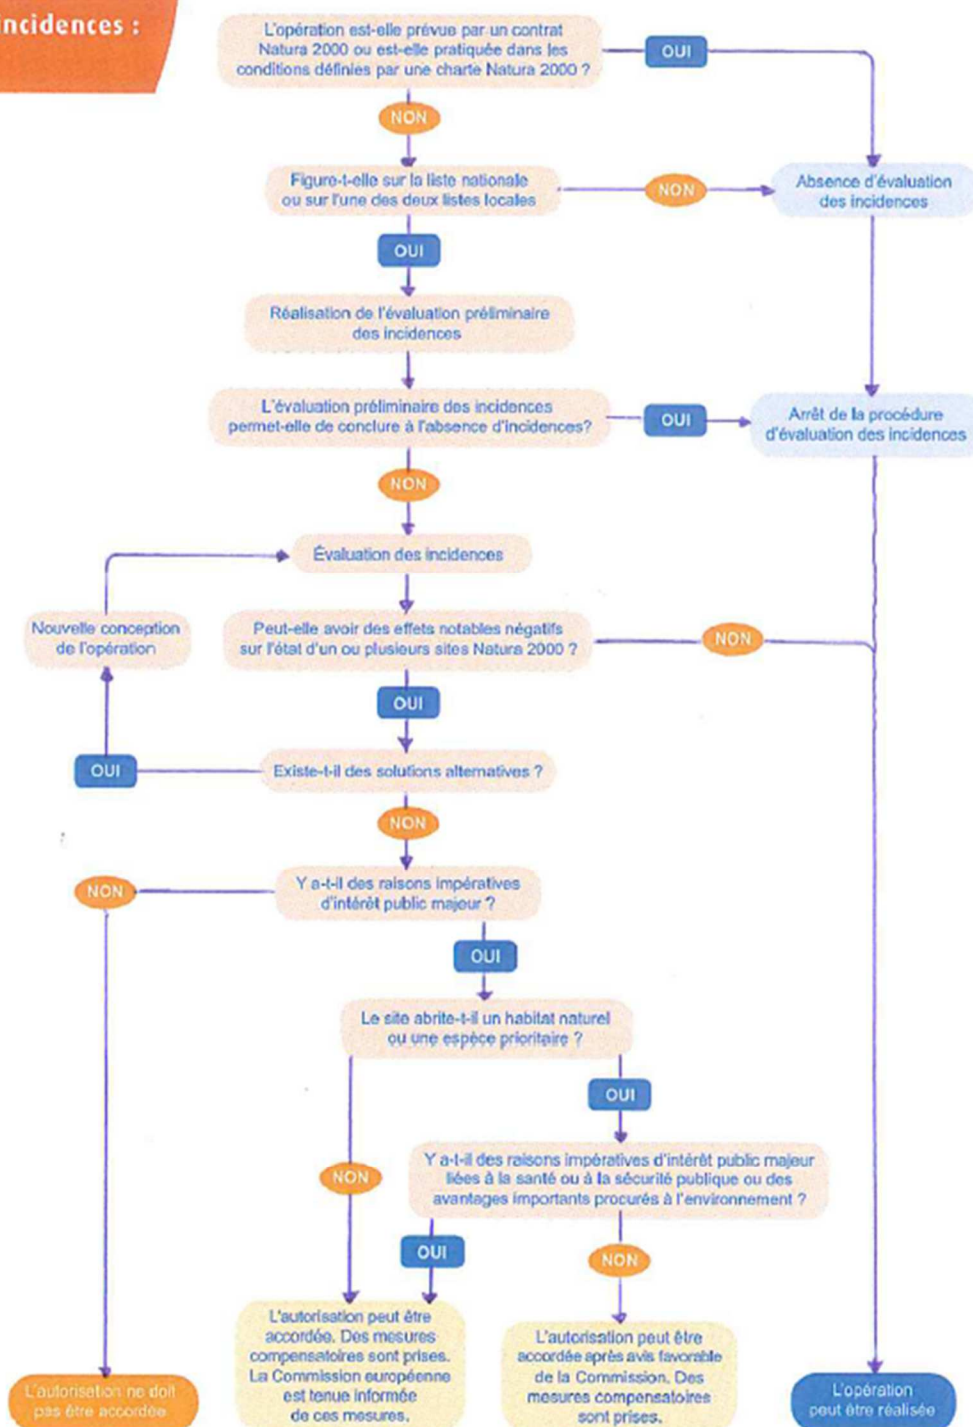 incidences :
L'opération est-elle prévue par un contrat
Natura 2000 ou est-elle pratiquée dans les
conditions définies par une charte Natura 2000 ?
OUI
NON
Figure-t-elle sur la liste nationale
ou sur l'une des deux listes locales
NON
Absence d'évaluation
des incidences
OUI
Réalisation de l'évaluation préliminaire
des incidences
L'évaluation préliminaire des incidences
permet-elle de conclure à l'absence d'incidences?
OUI
Arrêt de la procédure
d'évaluation des incidences
NON
Évaluation des incidences
Nouvelle conception
de l'opération
Peut-elle avoir des effets notables négatifs
sur l'état d'un ou plusieurs sites Natura 2000 ?
NON
OUI
OUI
Existe-t-il des solutions alternatives ?
NON
NON
Y a-t-il des raisons impératives
d'intérêt public majeur ?
OUI
Le site abrite-t-il un habitat naturel
ou une espèce prioritaire ?
OUI
NON
Y a-t-il des raisons impératives d'intérêt public majeur
liées à la santé ou à la sécurité publique ou des
avantages importants procurés à l'environnement ?
OUI
NON
L'autorisation ne doit
pas être accordée
L'autorisation peut être
accordée. Des mesures
compensatoires sont prises.
La Commission européenne
est tenue informée
de ces mesures.
L'autorisation peut être
accordée après avis favorable
de la Commission. Des
mesures compensatoires
sont prises.
L'opération
peut être réalisée